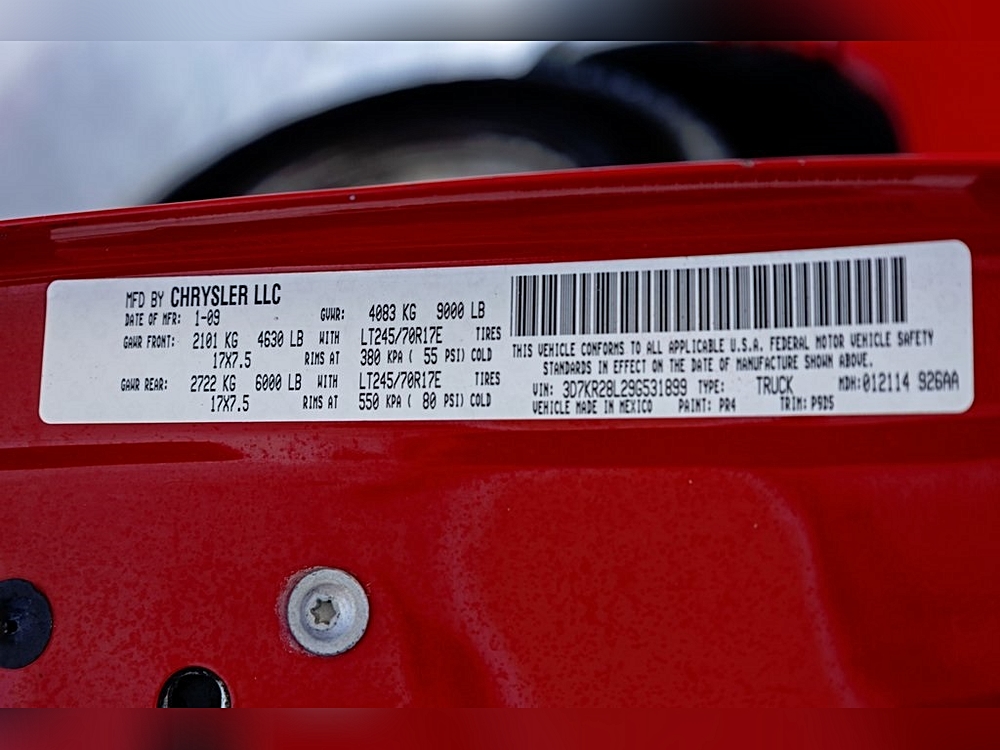 MFD BY CHRYSLER LLC
DATE OF MFR: 1-09 GVWR: 4083 KG 9000 LB
GAWR FRONT: 2101 KG 4630 LB WITH LT245/70R17E TIRES
17X7.5 RIMS AT 380 KPA ( 55 PSI) COLD
GAWR REAR: 2722 KG 6000 LB WITH LT245/70R17E TIRES
17X7.5 RIMS AT 550 KPA ( 80 PSI) COLD
THIS VEHICLE CONFORMS TO ALL APPLICABLE U.S.A. FEDERAL MOTOR VEHICLE SAFETY
STANDARDS IN EFFECT ON THE DATE OF MANUFACTURE SHOWN ABOVE.
VIN: 3D7KR28L29G531899 TYPE: TRUCK MDH:012114 926AA
VEHICLE MADE IN MEXICO PAINT: PR4 TRIM: P9D5